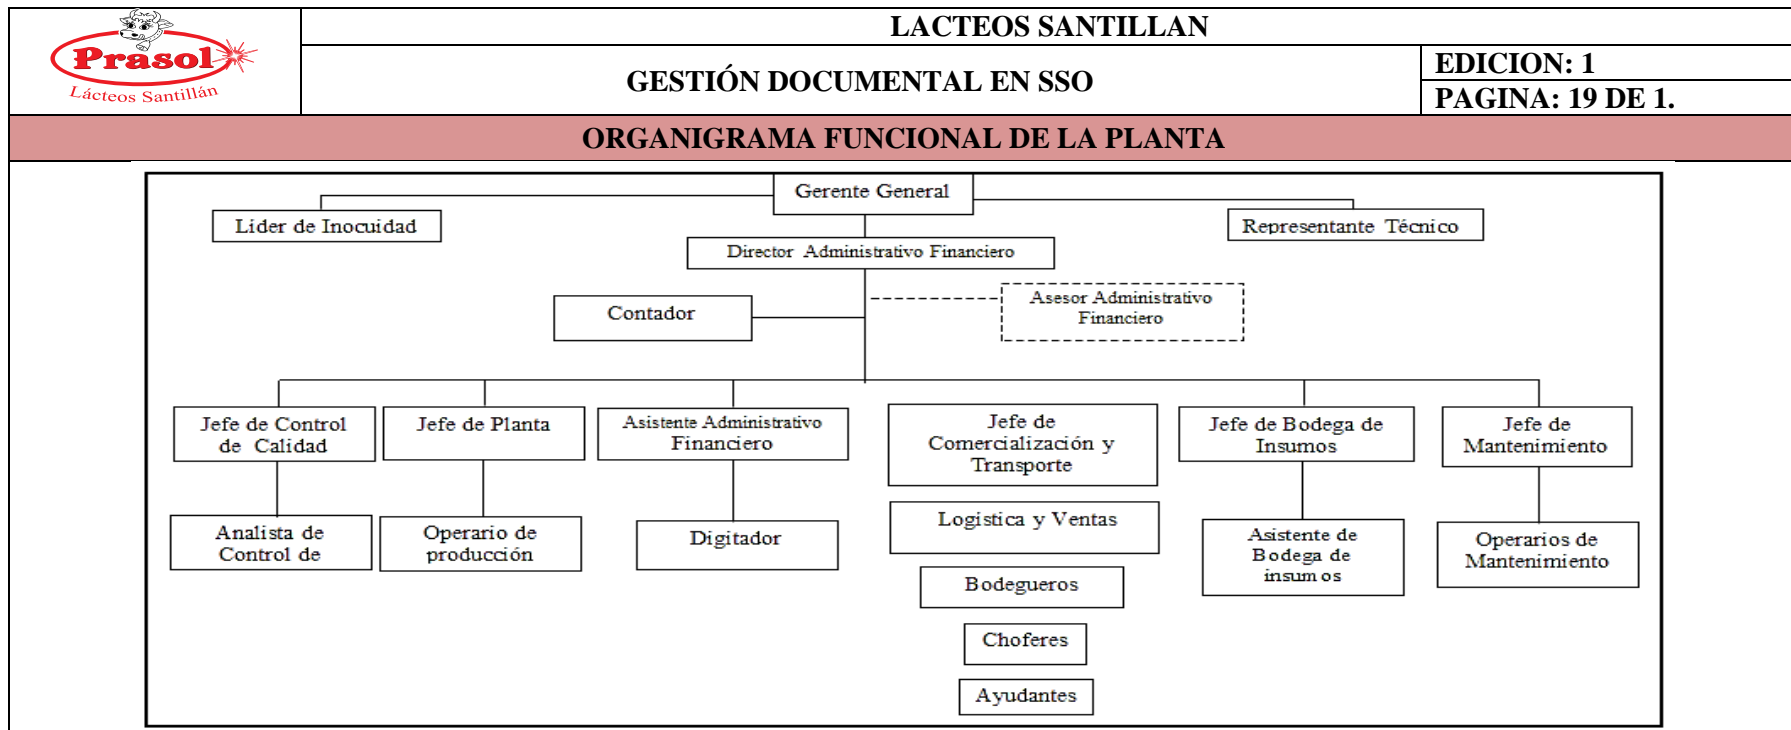 Prasol
Lácteos Santillán
LACTEOS SANTILLAN
GESTIÓN DOCUMENTAL EN SSO
EDICION: 1
PAGINA: 19 DE 1.
ORGANIGRAMA FUNCIONAL DE LA PLANTA
Gerente General
Lider de Inocuidad
Representante Técnico
Director Administrativo Financiero
Contador
Asesor Administrativo
Financiero
Jefe de Control
de Calidad
Jefe de Planta
Asistente Administrativo
Financiero
Jefe de
Comercialización y
Transporte
Jefe de Bodega de
Insumos
Jefe de
Mantenimiento
Analista de
Control de
Operario de
producción
Digitador
Logistica y Ventas
Asistente de
Bodega de
insumos
Operarios de
Mantenimiento
Bodegueros
Choferes
Ayudantes